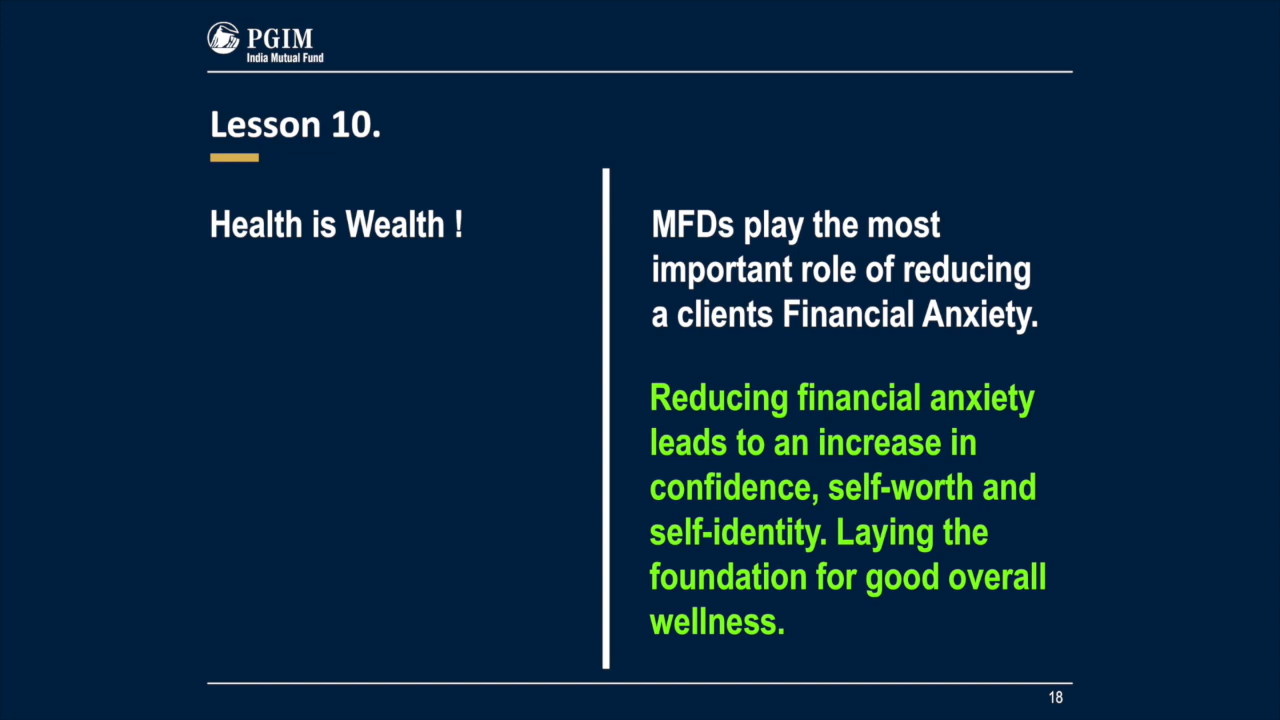 PGIM
India Mutual Fund
Lesson 10.
Health is Wealth !
MFDs play the most
important role of reducing
a clients Financial Anxiety.
Reducing financial anxiety
leads to an increase in
confidence, self-worth and
self-identity. Laying the
foundation for good overall
wellness.
18